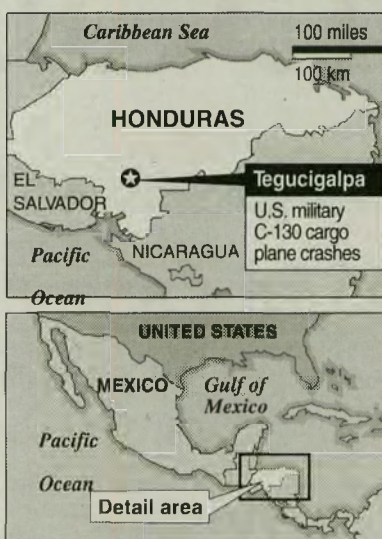 Caribbean Sea
100 miles
100 km
HONDURAS
EL
SALVADOR
Tegucigalpa
U.S. military
C-130 cargo
plane crashes
NICARAGUA
Pacific
Ocean
UNITED STATES
MEXICO
Gulf of
Mexico
Pacific
Ocean
Detail area